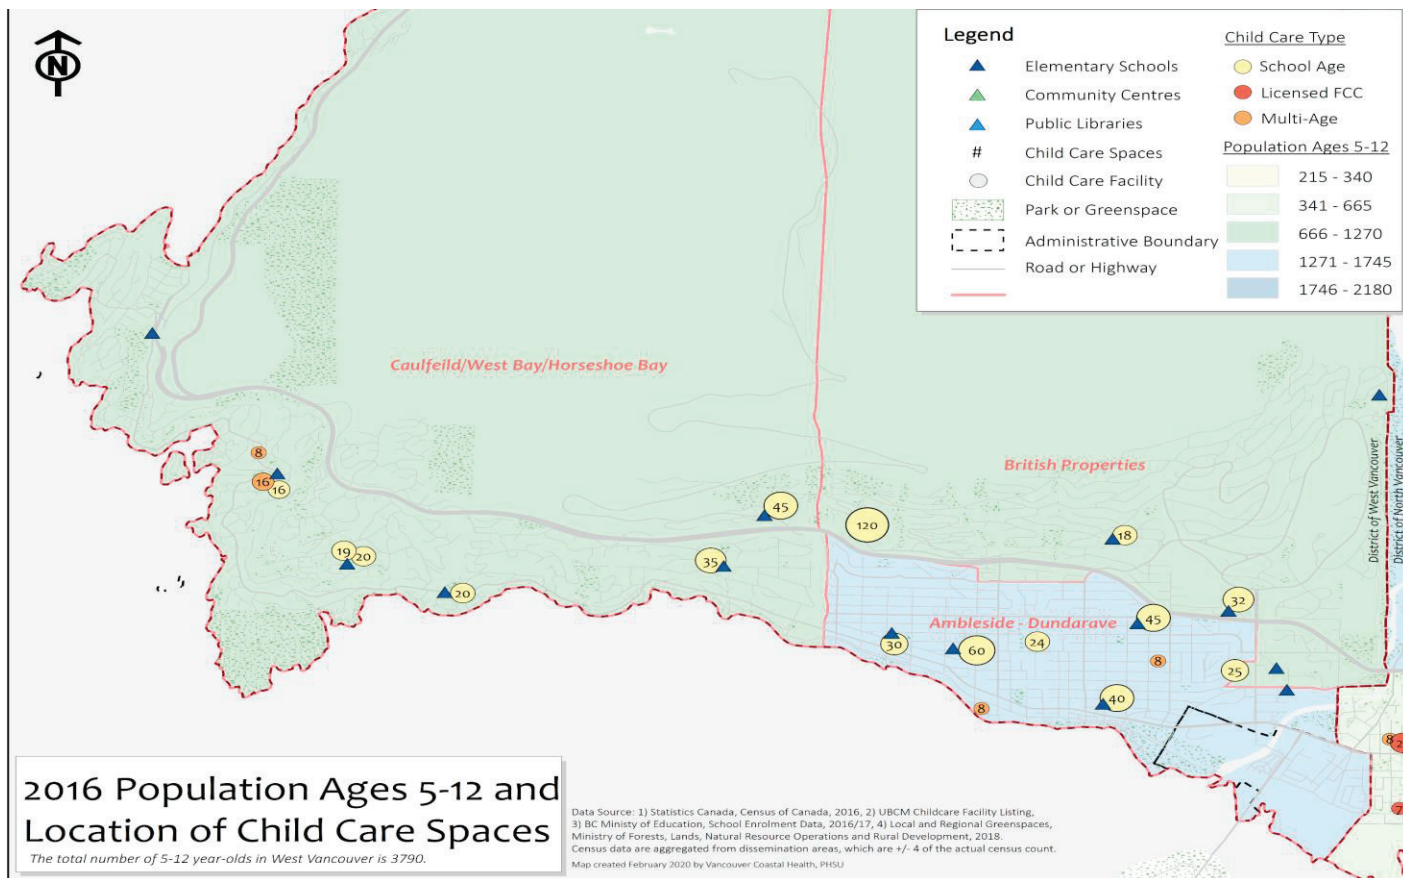 N
Legend
Elementary Schools
Community Centres
Public Libraries
# Child Care Spaces
Child Care Facility
Park or Greenspace
Administrative Boundary
Road or Highway
Child Care Type
School Age
Licensed FCC
Multi-Age
Population Ages 5-12
215 - 340
341 - 665
666 - 1270
1271 - 1745
1746 - 2180
Caulfeild/West Bay/Horseshoe Bay
British Properties
District of West Vancouver
District of North Vancouver
8
16
16
45
120
18
19
20
35
20
32
Ambleside - Dundarave
45
30
60
24
8
25
8
40
8
2
7
2016 Population Ages 5-12 and
Location of Child Care Spaces
The total number of 5-12 year-olds in West Vancouver is 3790.
Data Source: 1) Statistics Canada, Census of Canada, 2016, 2) UBCM Childcare Facility Listing,
3) BC Ministy of Education, School Enrolment Data, 2016/17, 4) Local and Regional Greenspaces,
Ministry of Forests, Lands, Natural Resource Operations and Rural Development, 2018.
Census data are aggregated from dissemination areas, which are +/- 4 of the actual census count.
Map created February 2020 by Vancouver Coastal Health, PHSU